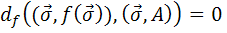 d_f((σ⃗, f(σ⃗)), (σ⃗, A)) = 0